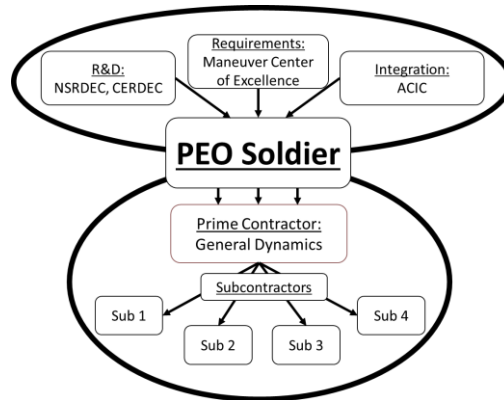 Requirements:
Maneuver Center
of Excellence
R&D:
NSRDEC, CERDEC
Integration:
ACIC
PEO Soldier
Prime Contractor:
General Dynamics
Subcontractors
Sub 1
Sub 4
Sub 2
Sub 3